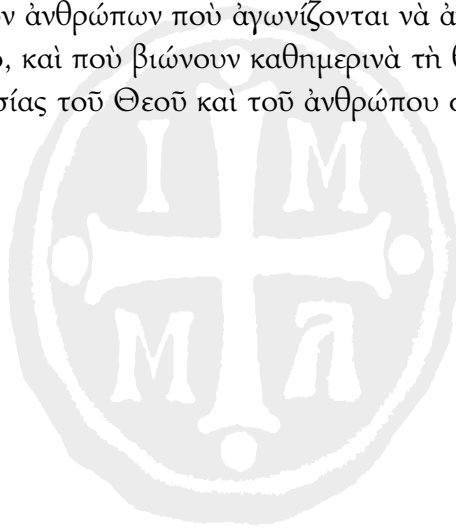 ν ἀνθρώπων ποὺ ἀγωνίζονται νὰ ἀ
, καὶ ποὺ βιώνουν καθημερινὰ τὴ
σίας τοῦ Θεοῦ καὶ τοῦ ἀνθρώπου
Ι Μ
Μ Λ